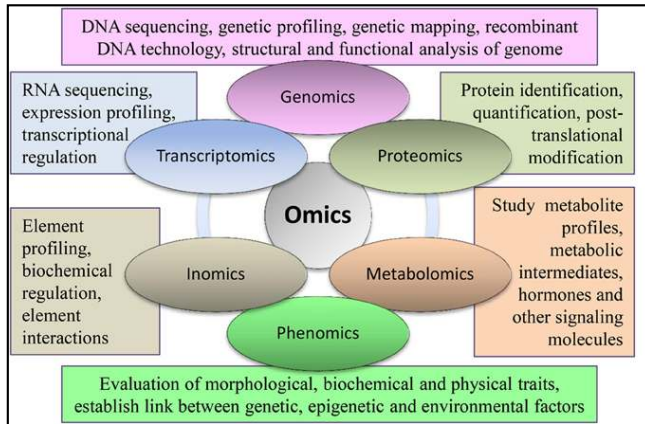 DNA sequencing, genetic profiling, genetic mapping, recombinant
DNA technology, structural and functional analysis of genome
RNA sequencing,
expression profiling,
transcriptional
regulation
Genomics
Protein identification,
quantification, post-
translational
modification
Transcriptomics
Proteomics
Omics
Element
profiling,
biochemical
regulation,
element
interactions
Inomics
Metabolomics
Study metabolite
profiles,
metabolic
intermediates,
hormones and
other signaling
molecules
Phenomics
Evaluation of morphological, biochemical and physical traits,
establish link between genetic, epigenetic and environmental factors